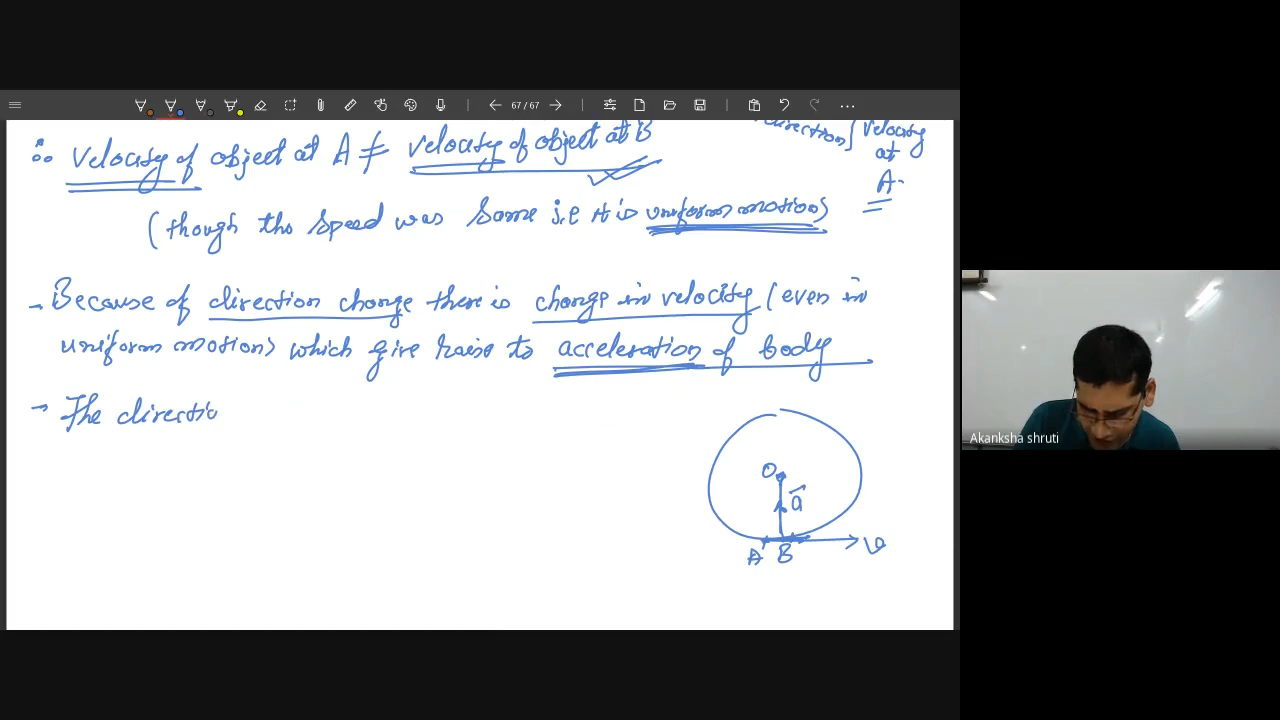 67/67
direction} velocity
at
A.
∴ Velocity of object at A ≠ velocity of object at B
(though the speed was same i.e it is uniform motion)
→ Because of direction change there is change in velocity (even in
uniform motion) which give raise to acceleration of body
→ The directio
O
a
A B v
Akanksha shruti